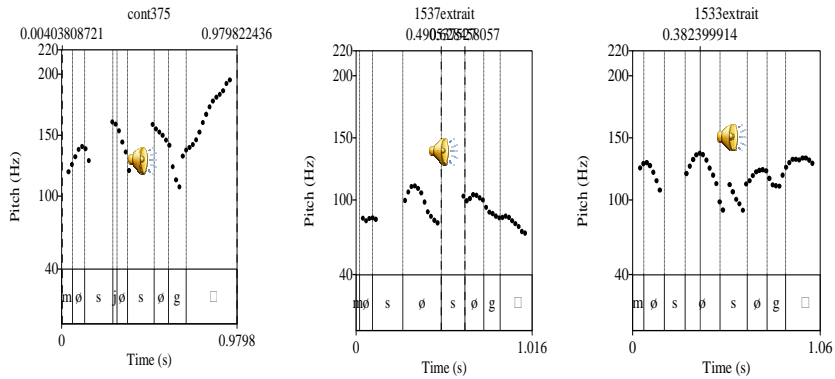 cont375
0.00403808721 0.979822436
220
200
150
100
40
Pitch (Hz)
m ø s j ø s ø g
0 0.9798
Time (s)
1537extrait
220
200
150
100
40
Pitch (Hz)
m ø s ø s ø g
0 1.016
Time (s)
1533extrait
0.382399914
220
200
150
100
40
Pitch (Hz)
m ø s ø s ø g
0 1.06
Time (s)